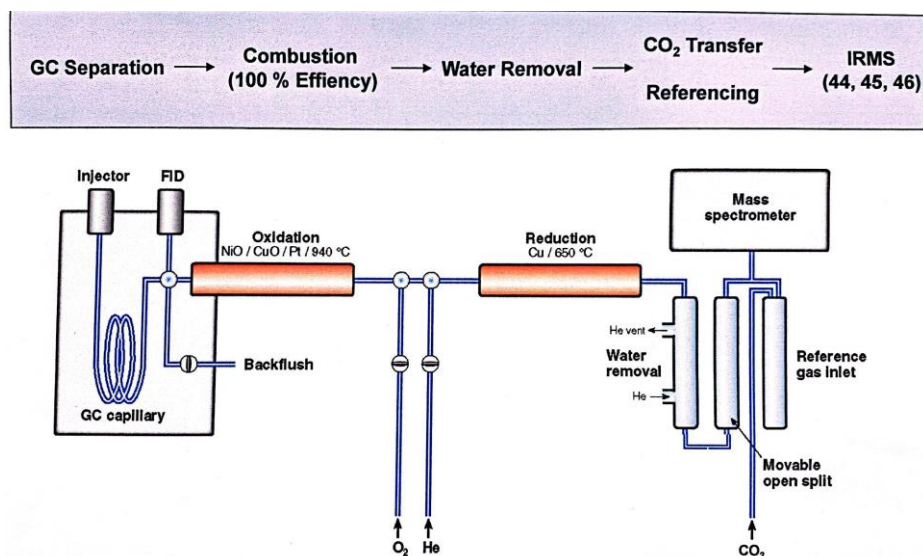 GC Separation
Combustion
(100 % Effiency)
Water Removal
CO2 Transfer
Referencing
IRMS
(44, 45, 46)
Injector
FID
Oxidation
NiO / CuO / Pt / 940 °C
Reduction
Cu / 650 °C
Mass
spectrometer
He vent
Water
removal
He
Reference
gas inlet
Backflush
GC capillary
Movable
open split
O2
He
CO2